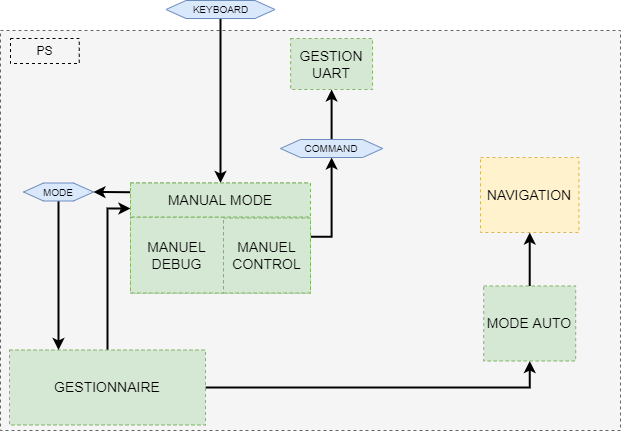 KEYBOARD
PS
GESTION
UART
COMMAND
MODE
MANUAL MODE
MANUEL
DEBUG
MANUEL
CONTROL
NAVIGATION
MODE AUTO
GESTIONNAIRE